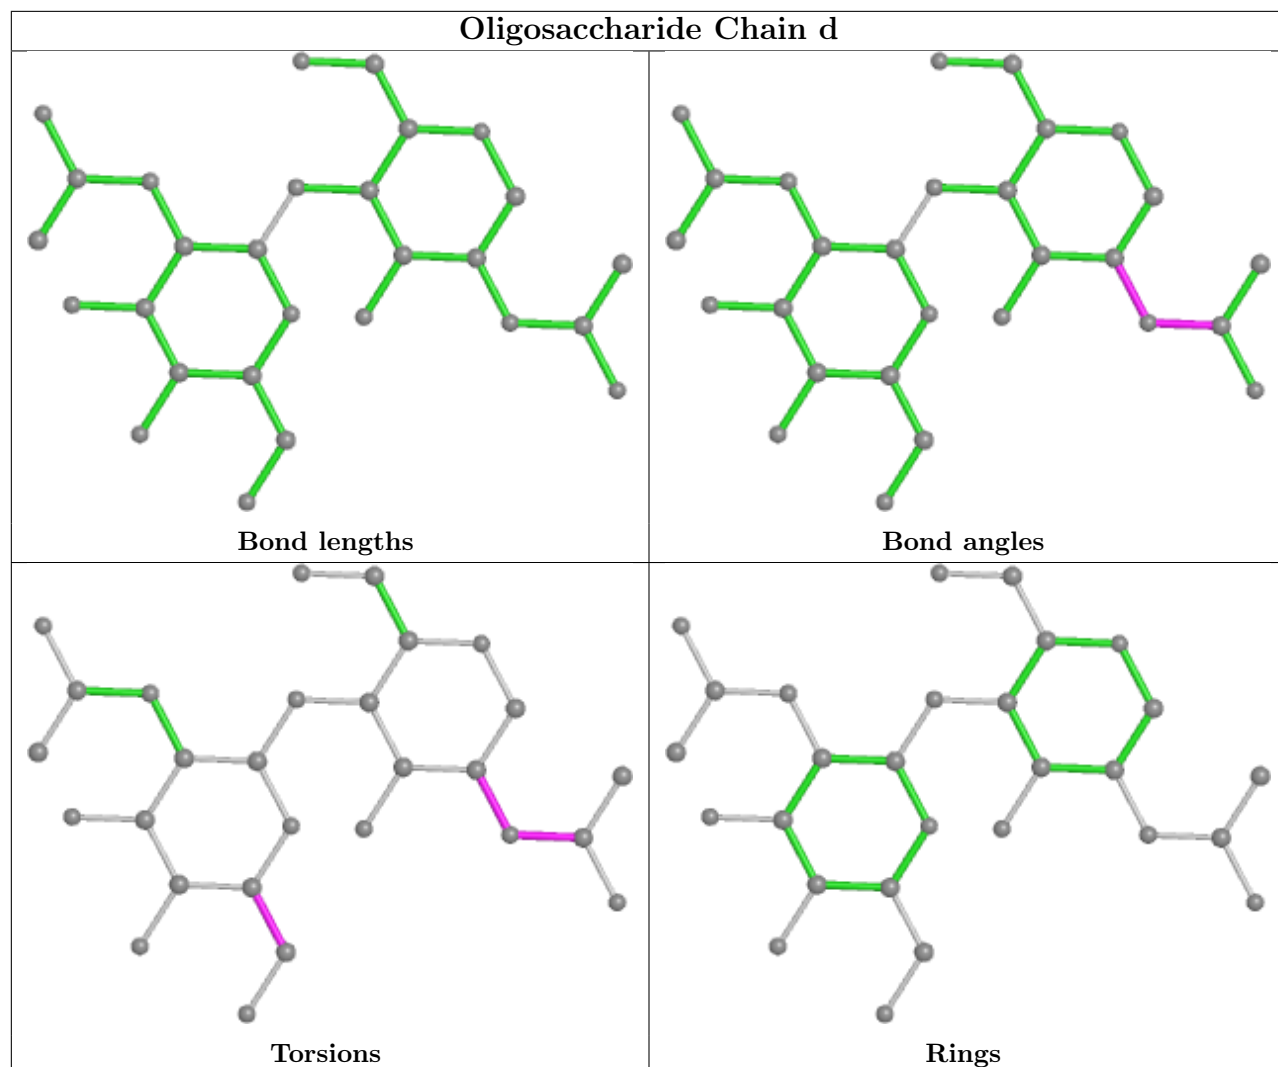 Oligosaccharide Chain d
Bond lengths
Bond angles
Torsions
Rings